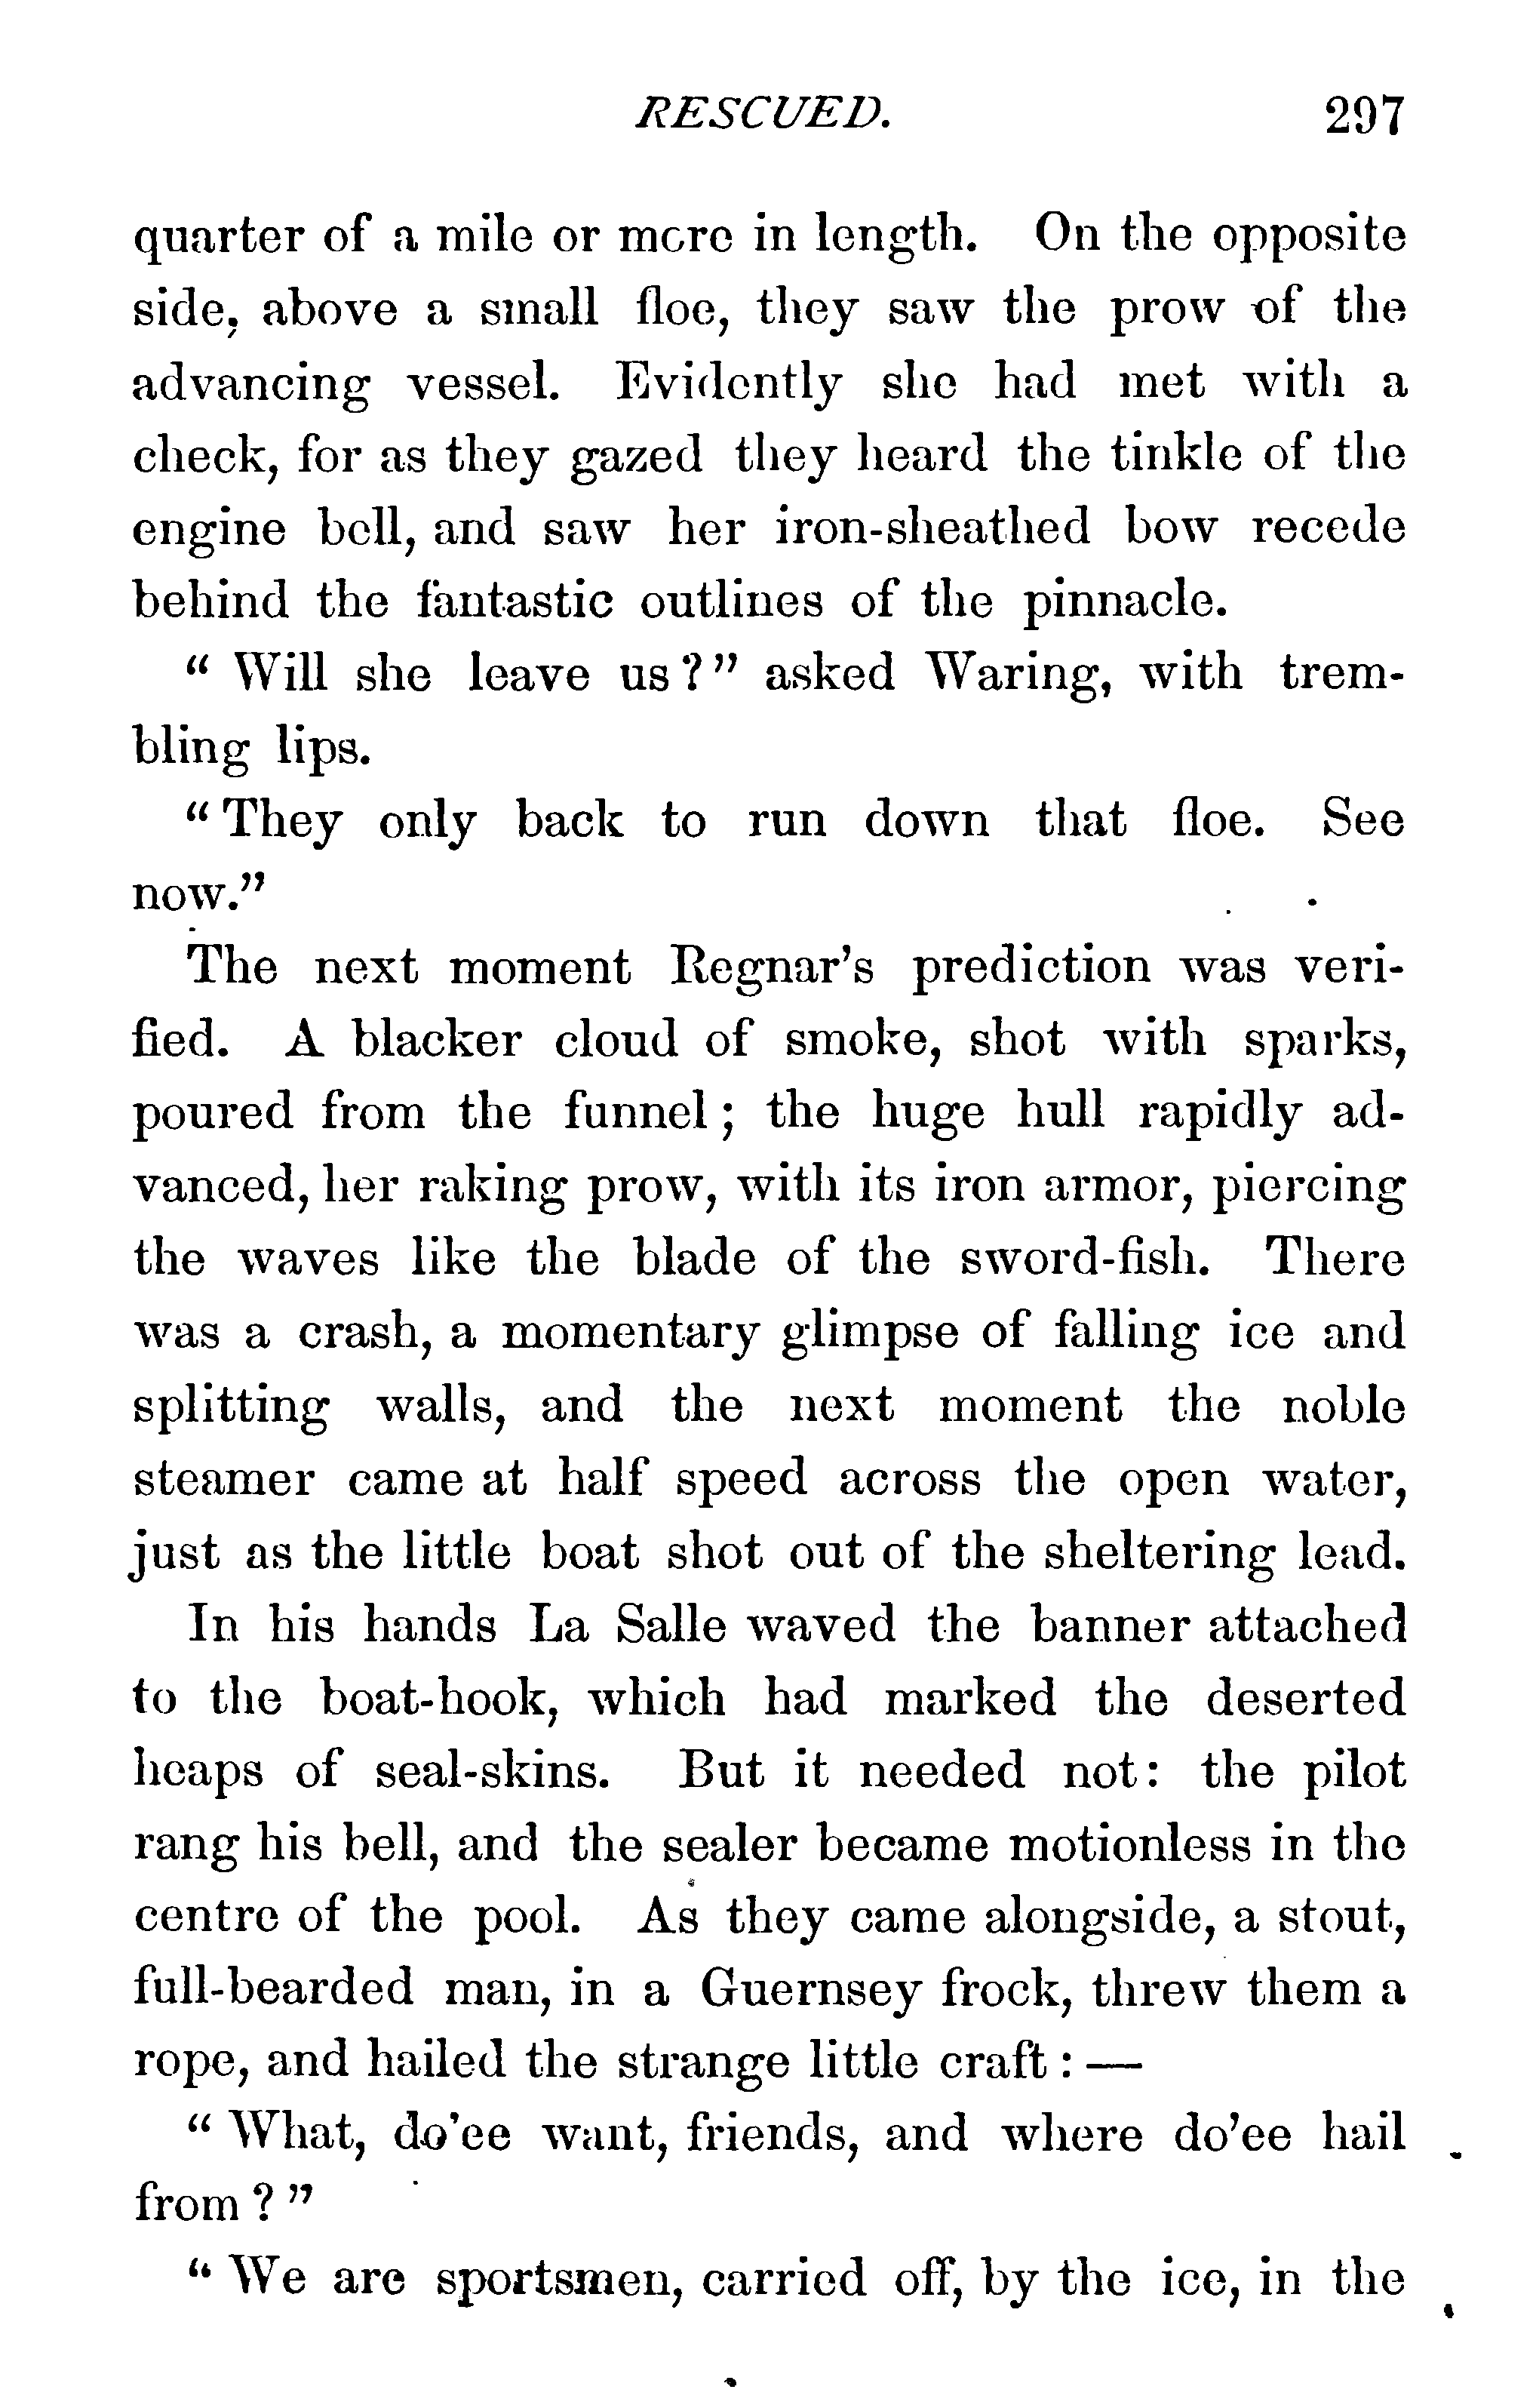 RESCUED. 297
quarter of a mile or more in length. On the opposite
side, above a small floe, they saw the prow of the
advancing vessel. Evidently she had met with a
check, for as they gazed they heard the tinkle of the
engine bell, and saw her iron-sheathed bow recede
behind the fantastic outlines of the pinnacle.
“ Will she leave us ? ” asked Waring, with trem-
bling lips.
“ They only back to run down that floe. See
now.”
The next moment Regnar’s prediction was veri-
fied. A blacker cloud of smoke, shot with sparks,
poured from the funnel ; the huge hull rapidly ad-
vanced, her raking prow, with its iron armor, piercing
the waves like the blade of the sword-fish. There
was a crash, a momentary glimpse of falling ice and
splitting walls, and the next moment the noble
steamer came at half speed across the open water,
just as the little boat shot out of the sheltering lead.
In his hands La Salle waved the banner attached
to the boat-hook, which had marked the deserted
heaps of seal-skins. But it needed not : the pilot
rang his bell, and the sealer became motionless in the
centre of the pool. As they came alongside, a stout,
full-bearded man, in a Guernsey frock, threw them a
rope, and hailed the strange little craft : —
“ What, do’ee want, friends, and where do’ee hail
from ? ”
“ We are sportsmen, carried off, by the ice, in the